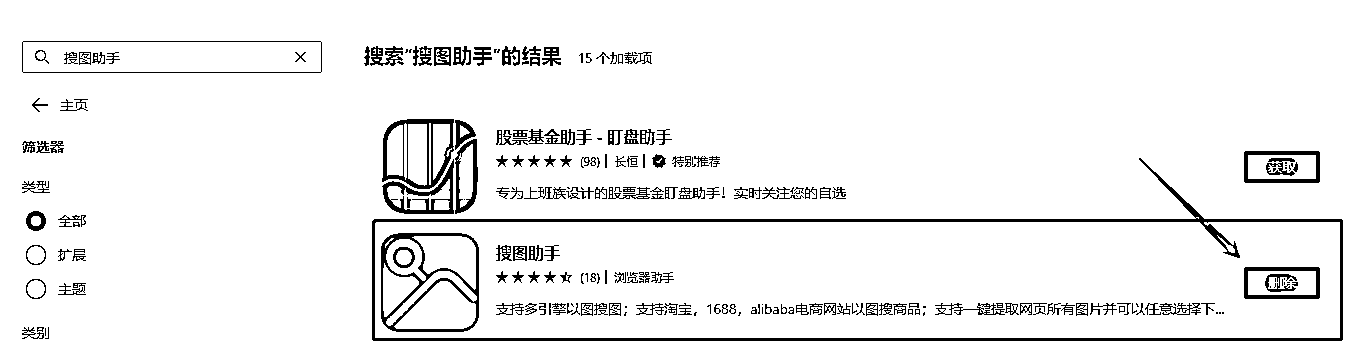 搜图助手
搜索"搜图助手"的结果 15 个加载项
主页
筛选器
类型
全部
扩展
主题
类别
股票基金助手 - 盯盘助手
(98) | 长恒 | 特别推荐
专为上班族设计的股票基金盯盘助手！实时关注您的自选
获取
搜图助手
(18) | 浏览器助手
支持多引擎以图搜图；支持淘宝，1688，alibaba电商网站以图搜商品；支持一键提取网页所有图片并可以任意选择下...
删除